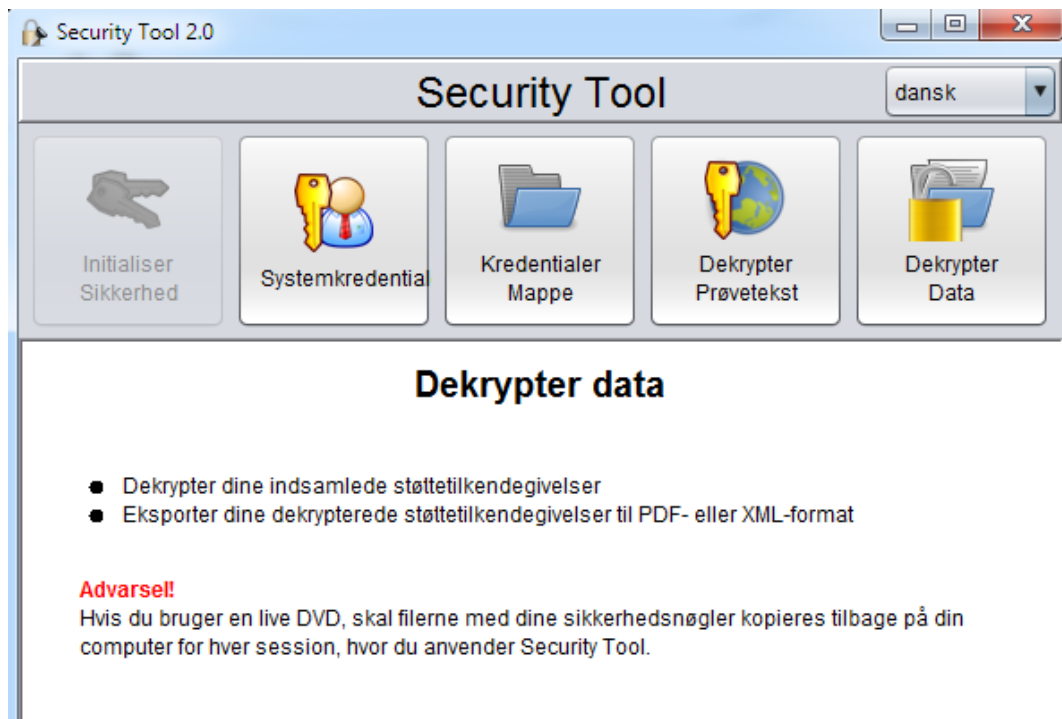 Security Tool 2.0
Security Tool
dansk
Initialiser
Sikkerhed
Systemkredential
Kredentialer
Mappe
Dekrypter
Prøvetekst
Dekrypter
Data
Dekrypter data
Dekrypter dine indsamlede støttetilkendegivelser
Eksporter dine dekrypterede støttetilkendegivelser til PDF- eller XML-format
Advarsel!
Hvis du bruger en live DVD, skal filerne med dine sikkerhedsnøgler kopieres tilbage på din
computer for hver session, hvor du anvender Security Tool.